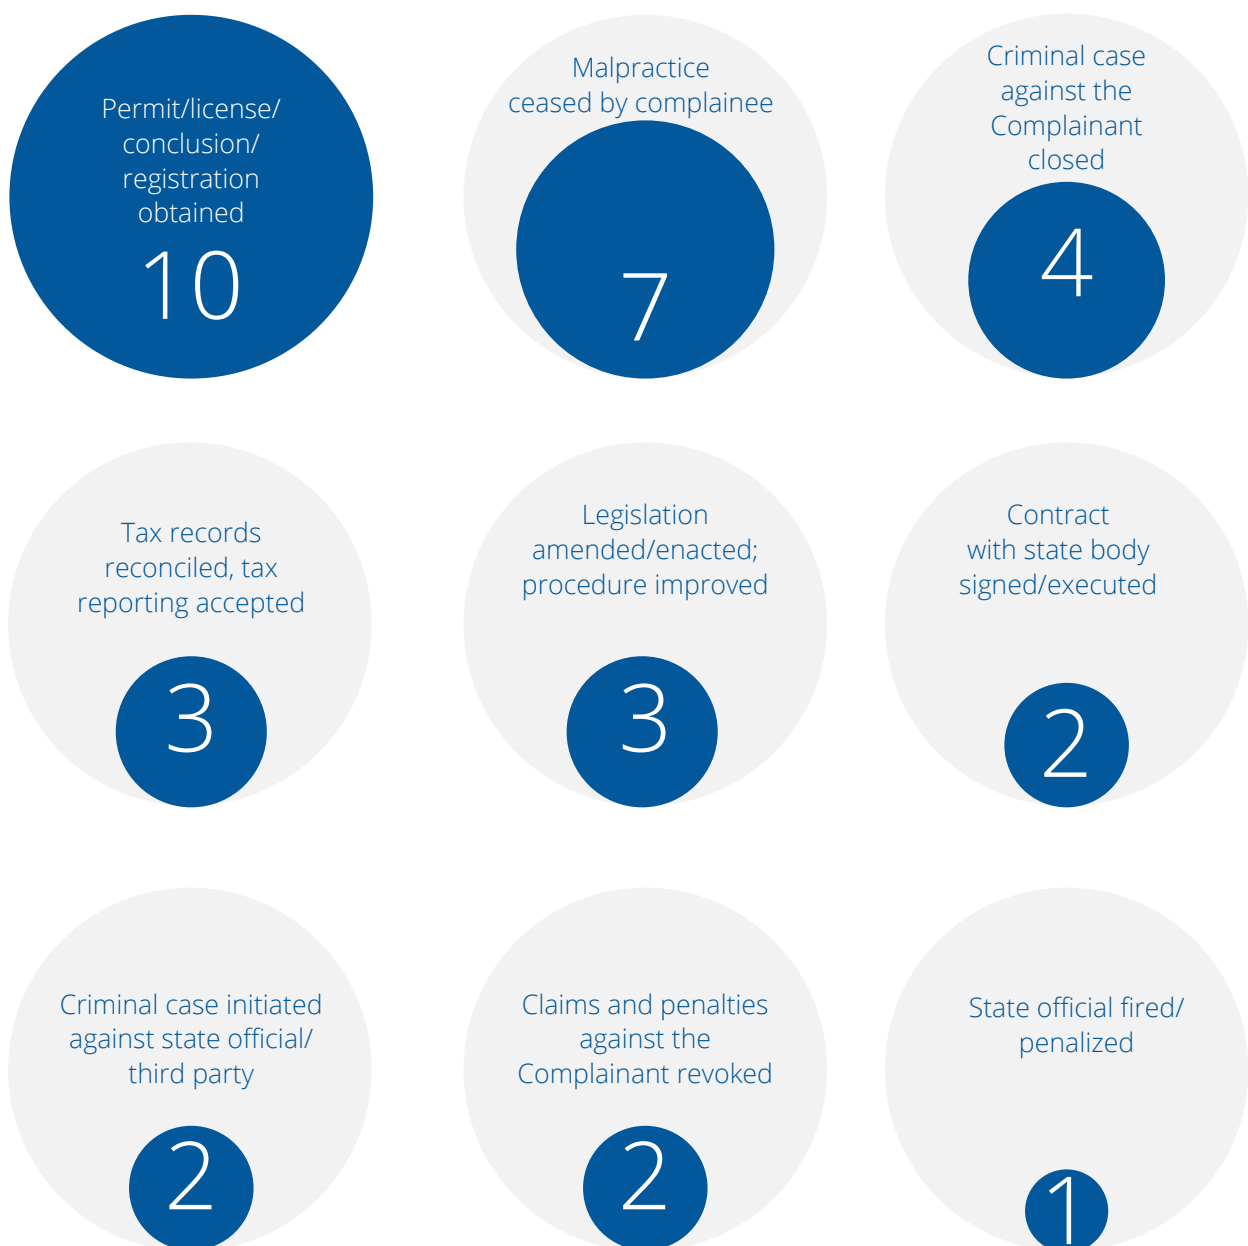 Permit/license/
conclusion/
registration
obtained
10
Malpractice
ceased by complainee
7
Criminal case
against the
Complainant
closed
4
Tax records
reconciled, tax
reporting accepted
3
Legislation
amended/enacted;
procedure improved
3
Contract
with state body
signed/executed
2
Criminal case initiated
against state official/
third party
2
Claims and penalties
against the
Complainant revoked
2
State official fired/
penalized
1